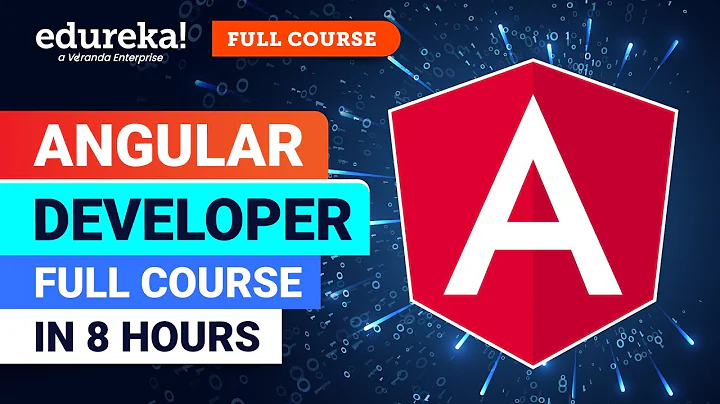 edureka!
a Veranda Enterprise
FULL COURSE
ANGULAR
DEVELOPER
FULL COURSE
IN 8 HOURS
A